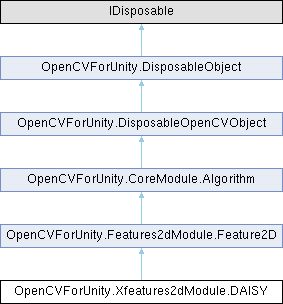 IDisposable
OpenCVForUnity.DisposableObject
OpenCVForUnity.DisposableOpenCVObject
OpenCVForUnity.CoreModule.Algorithm
OpenCVForUnity.Features2dModule.Feature2D
OpenCVForUnity.Xfeatures2dModule.DAISY